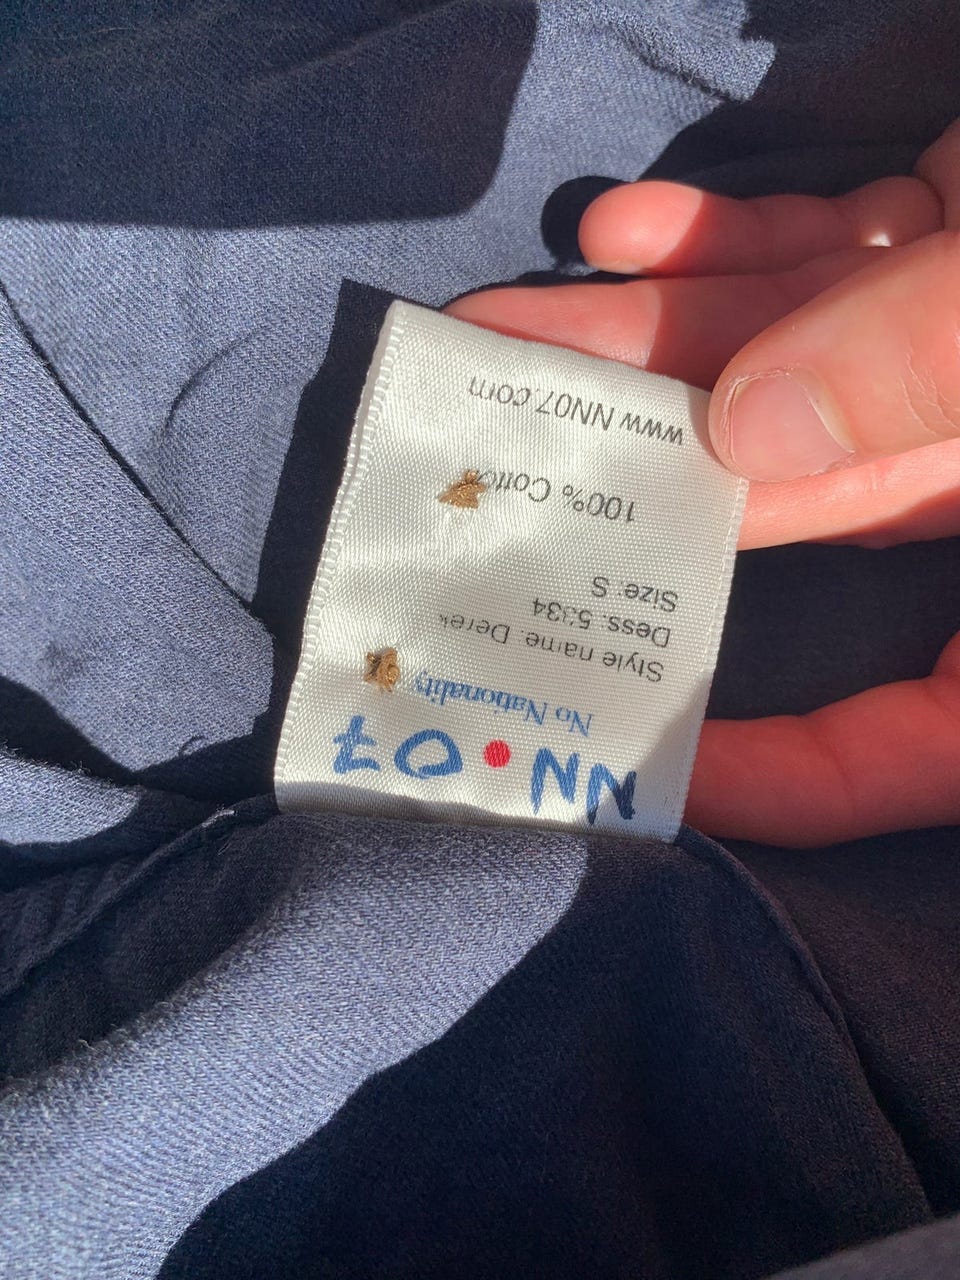 NN•07
No Nationality
Style name: Derek
Dess: 5334
Size: S
100% Cotton
www.NN07.com